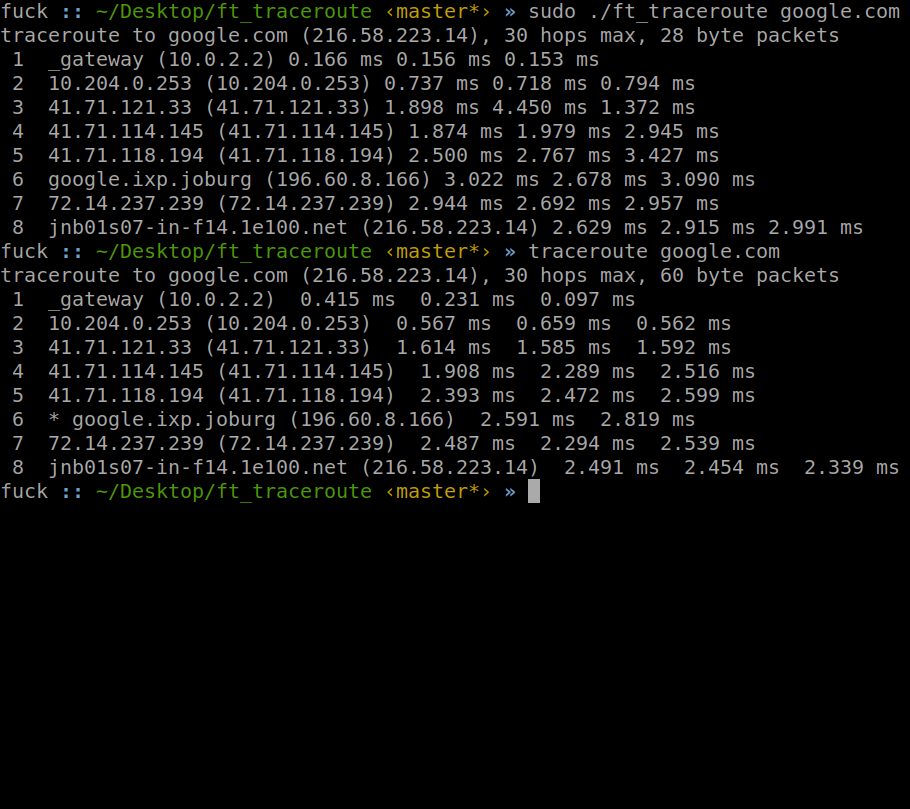 fuck :: ~/Desktop/ft_traceroute ‹master*› » sudo ./ft_traceroute google.com
traceroute to google.com (216.58.223.14), 30 hops max, 28 byte packets
 1  _gateway (10.0.2.2) 0.166 ms 0.156 ms 0.153 ms
 2  10.204.0.253 (10.204.0.253) 0.737 ms 0.718 ms 0.794 ms
 3  41.71.121.33 (41.71.121.33) 1.898 ms 4.450 ms 1.372 ms
 4  41.71.114.145 (41.71.114.145) 1.874 ms 1.979 ms 2.945 ms
 5  41.71.118.194 (41.71.118.194) 2.500 ms 2.767 ms 3.427 ms
 6  google.ixp.joburg (196.60.8.166) 3.022 ms 2.678 ms 3.090 ms
 7  72.14.237.239 (72.14.237.239) 2.944 ms 2.692 ms 2.957 ms
 8  jnb01s07-in-f14.1e100.net (216.58.223.14) 2.629 ms 2.915 ms 2.991 ms
fuck :: ~/Desktop/ft_traceroute ‹master*› » traceroute google.com
traceroute to google.com (216.58.223.14), 30 hops max, 60 byte packets
 1  _gateway (10.0.2.2)  0.415 ms  0.231 ms  0.097 ms
 2  10.204.0.253 (10.204.0.253)  0.567 ms  0.659 ms  0.562 ms
 3  41.71.121.33 (41.71.121.33)  1.614 ms  1.585 ms  1.592 ms
 4  41.71.114.145 (41.71.114.145)  1.908 ms  2.289 ms  2.516 ms
 5  41.71.118.194 (41.71.118.194)  2.393 ms  2.472 ms  2.599 ms
 6  * google.ixp.joburg (196.60.8.166)  2.591 ms  2.819 ms
 7  72.14.237.239 (72.14.237.239)  2.487 ms  2.294 ms  2.539 ms
 8  jnb01s07-in-f14.1e100.net (216.58.223.14)  2.491 ms  2.454 ms  2.339 ms
fuck :: ~/Desktop/ft_traceroute ‹master*› »